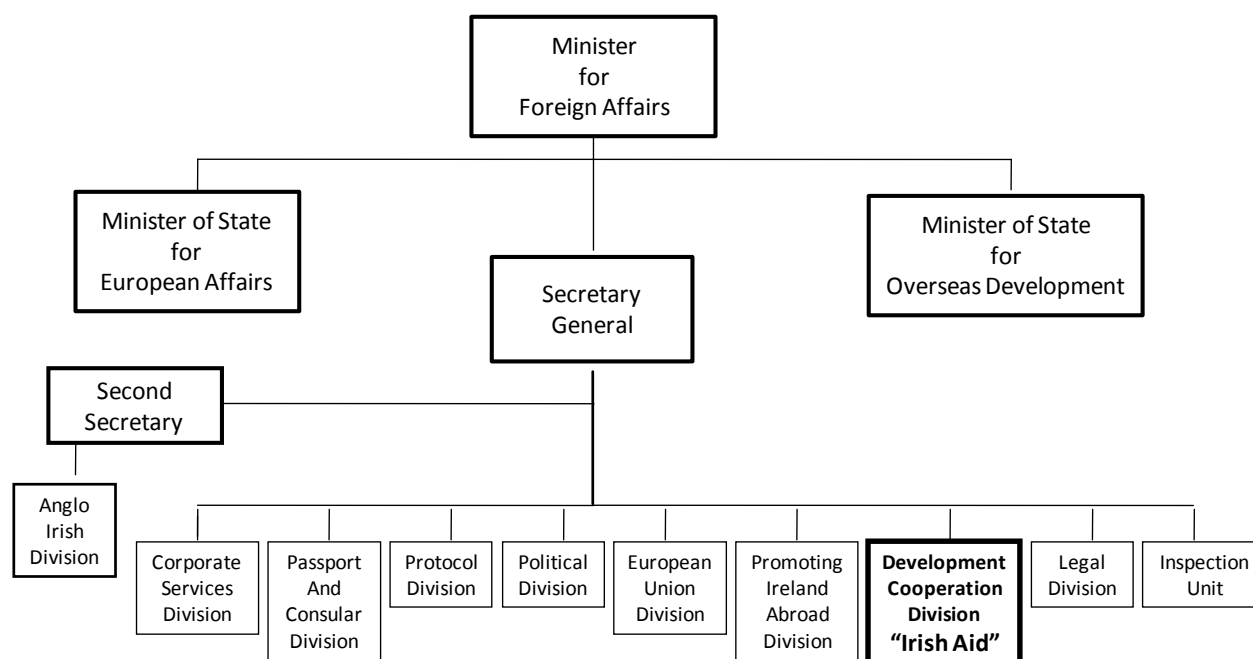 Minister
for
Foreign Affairs
Minister of State
for
European Affairs
Minister of State
for
Overseas Development
Secretary
General
Second
Secretary
Anglo
Irish
Division
Corporate
Services
Division
Passport
And
Consular
Division
Protocol
Division
Political
Division
European
Union
Division
Promoting
Ireland
Abroad
Division
Development
Cooperation
Division
“Irish Aid”
Legal
Division
Inspection
Unit